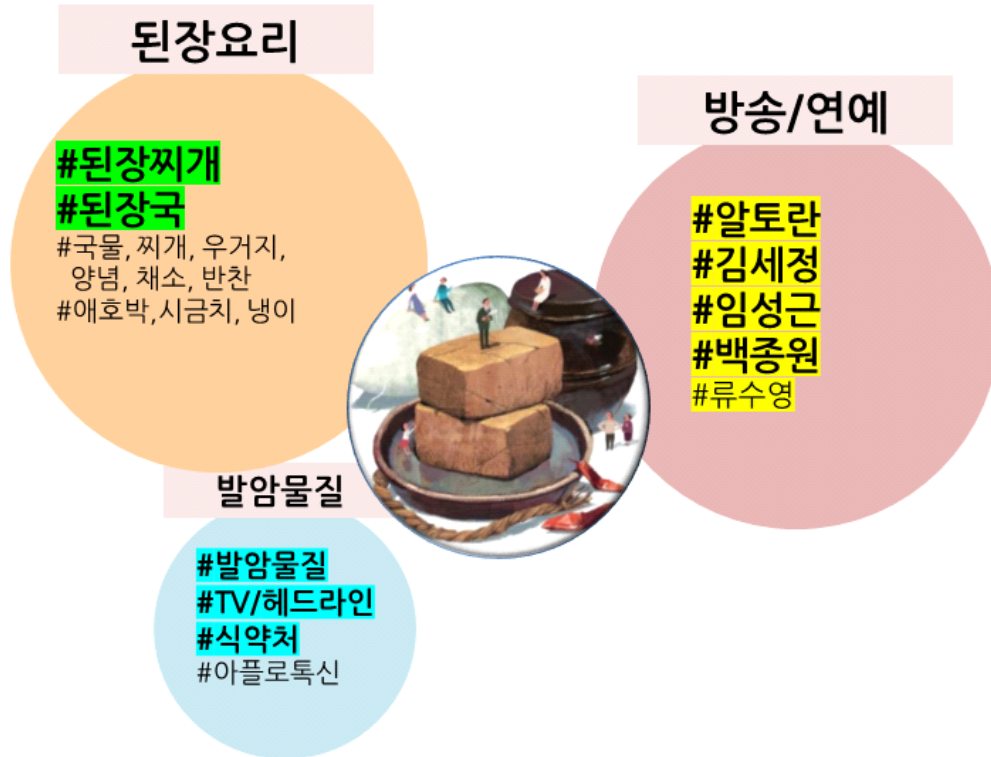 된장요리
#된장찌개
#된장국
#국물, 찌개, 우거지,
양념, 채소, 반찬
#애호박,시금치, 냉이
방송/연예
#알토란
#김세정
#임성근
#백종원
#류수영
발암물질
#발암물질
#TV/헤드라인
#식약처
#아플로톡신